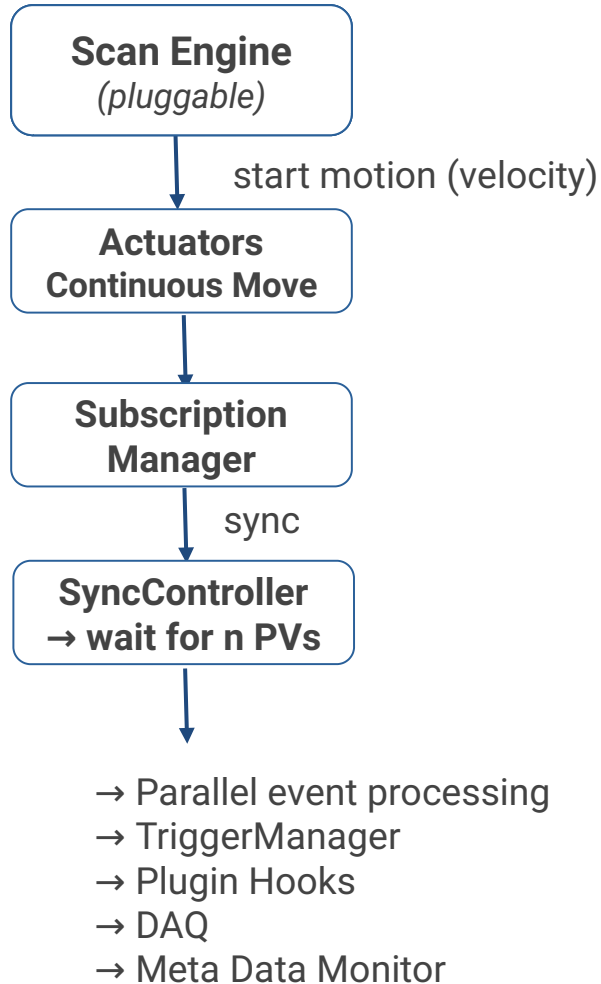 Scan Engine
(pluggable)
start motion (velocity)
Actuators
Continuous Move
Subscription
Manager
sync
SyncController
→ wait for n PVs
→ Parallel event processing
→ TriggerManager
→ Plugin Hooks
→ DAQ
→ Meta Data Monitor